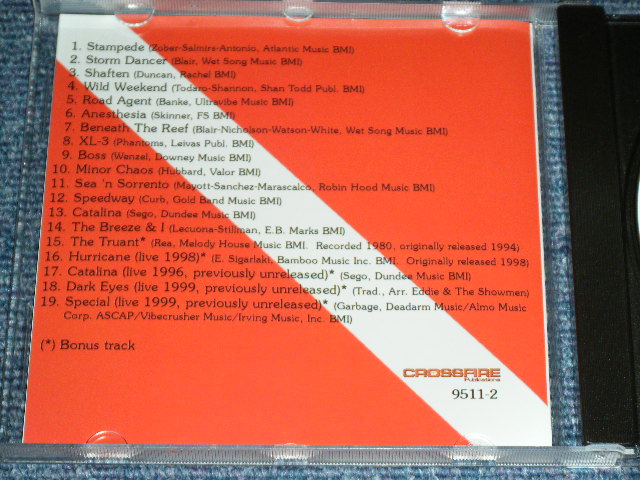 1. Stampede (Zober-Salmirs-Antonio, Atlantic Music BMI)
2. Storm Dancer (Blair, Wet Song Music BMI)
3. Shaften (Duncan, Rachel BMI)
4. Wild Weekend (Todaro-Shannon, Shan Todd Publ. BMI)
5. Road Agent (Banke, Ultravibe Music BMI)
6. Anesthesia (Skinner, FS BMI)
7. Beneath The Reef (Blair-Nicholson-Watson-White, Wet Song Music BMI)
8. XL-3 (Phantoms, Leivas Publ. BMI)
9. Boss (Wenzel, Downey Music BMI)
10. Minor Chaos (Hubbard, Valor BMI)
11. Sea 'n Sorrento (Mayott-Sanchez-Marascalco, Robin Hood Music BMI)
12. Speedway (Curb, Gold Band Music BMI)
13. Catalina (Sego, Dundee Music BMI)
14. The Breeze & I (Lecuona-Stillman, E.B. Marks BMI)
15. The Truant* (Rea, Melody House Music BMI. Recorded 1980, originally released 1994)
16. Hurricane (live 1998)* (E. Sigarlaki, Bamboo Music Inc. BMI. Originally released 1998)
17. Catalina (live 1996, previously unreleased)* (Sego, Dundee Music BMI)
18. Dark Eyes (live 1999, previously unreleased)* (Trad., Arr. Eddie & The Showmen)
19. Special (live 1999, previously unreleased)* (Garbage, Deadarm Music/Almo Music
Corp. ASCAP/Vibecrusher Music/Irving Music, Inc. BMI)
(*) Bonus track
CROSSFIRE
Publications
9511-2